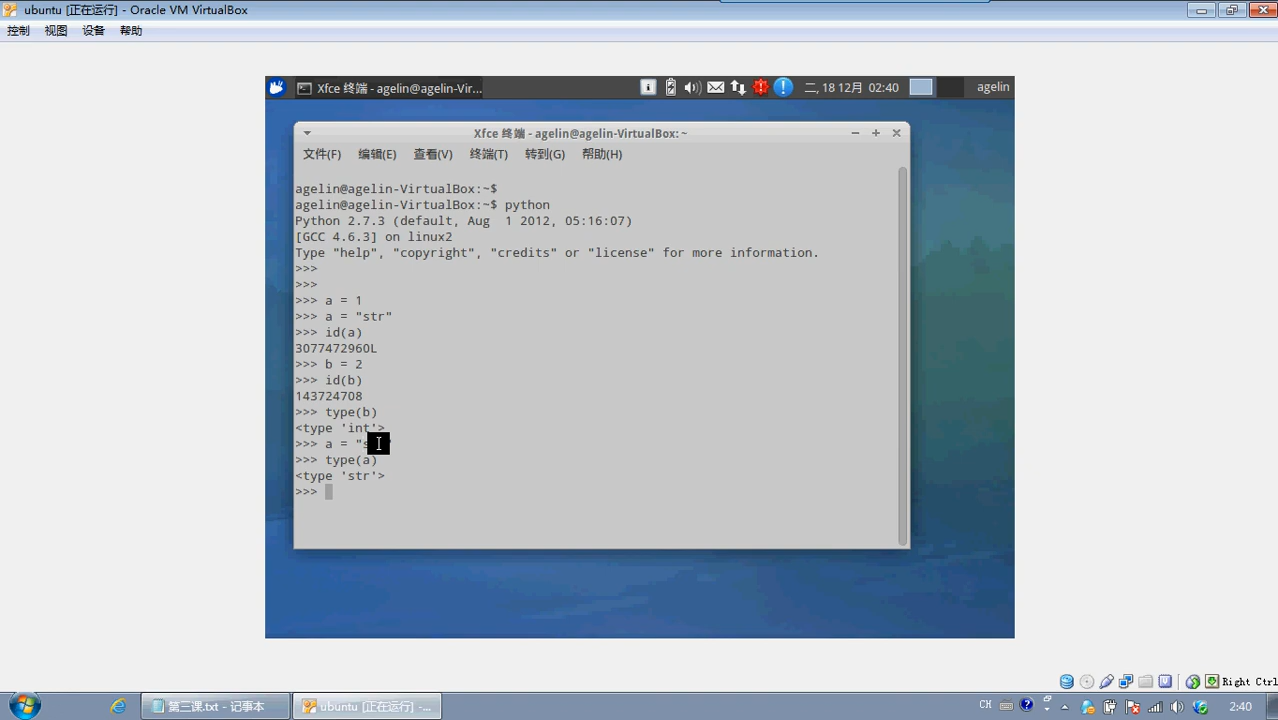 ubuntu [正在运行] - Oracle VM VirtualBox
控制 视图 设备 帮助
Xfce 终端 - agelin@agelin-Vir...
二, 18 12月 02:40
agelin
Xfce 终端 - agelin@agelin-VirtualBox: ~
文件(F) 编辑(E) 查看(V) 终端(T) 转到(G) 帮助(H)
agelin@agelin-VirtualBox:~$
agelin@agelin-VirtualBox:~$ python
Python 2.7.3 (default, Aug  1 2012, 05:16:07)
[GCC 4.6.3] on linux2
Type "help", "copyright", "credits" or "license" for more information.
>>>
>>>
>>> a = 1
>>> a = "str"
>>> id(a)
3077472960L
>>> b = 2
>>> id(b)
143724708
>>> type(b)
<type 'int'>
>>> a = "s
>>> type(a)
<type 'str'>
>>>
Right Ctrl
第三课.txt - 记事本
ubuntu [正在运行] -...
CH
2:40